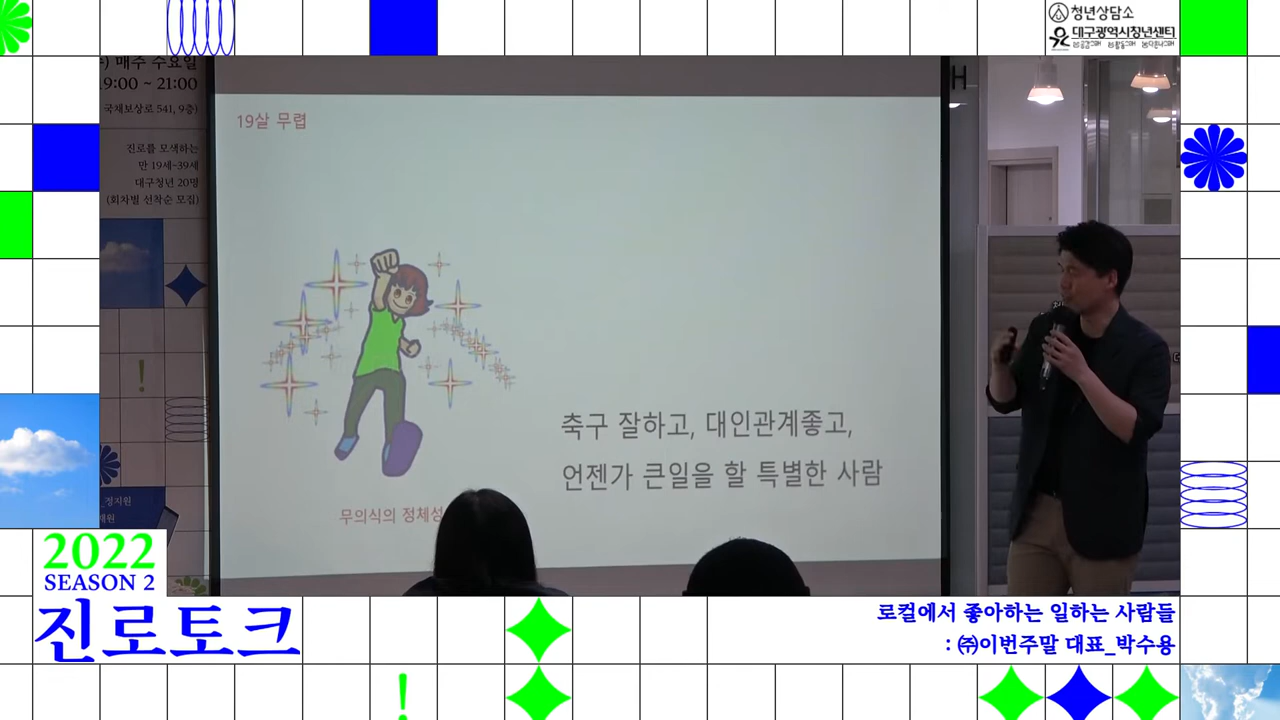 청년상담소
대구광역시청년센터
매주 수요일
19:00 ~ 21:00
국채보상로 541, 9층)
진로를 모색하는
만 19세~39세
대구청년 20명
(회차별 선착순 모집)
!
정지원
19살 무렵
축구 잘하고, 대인관계좋고,
언젠가 큰일을 할 특별한 사람
무의식의 정체성
H
2022
SEASON 2
진로토크
로컬에서 좋아하는 일하는 사람들
: ㈜이번주말 대표_박수용
!